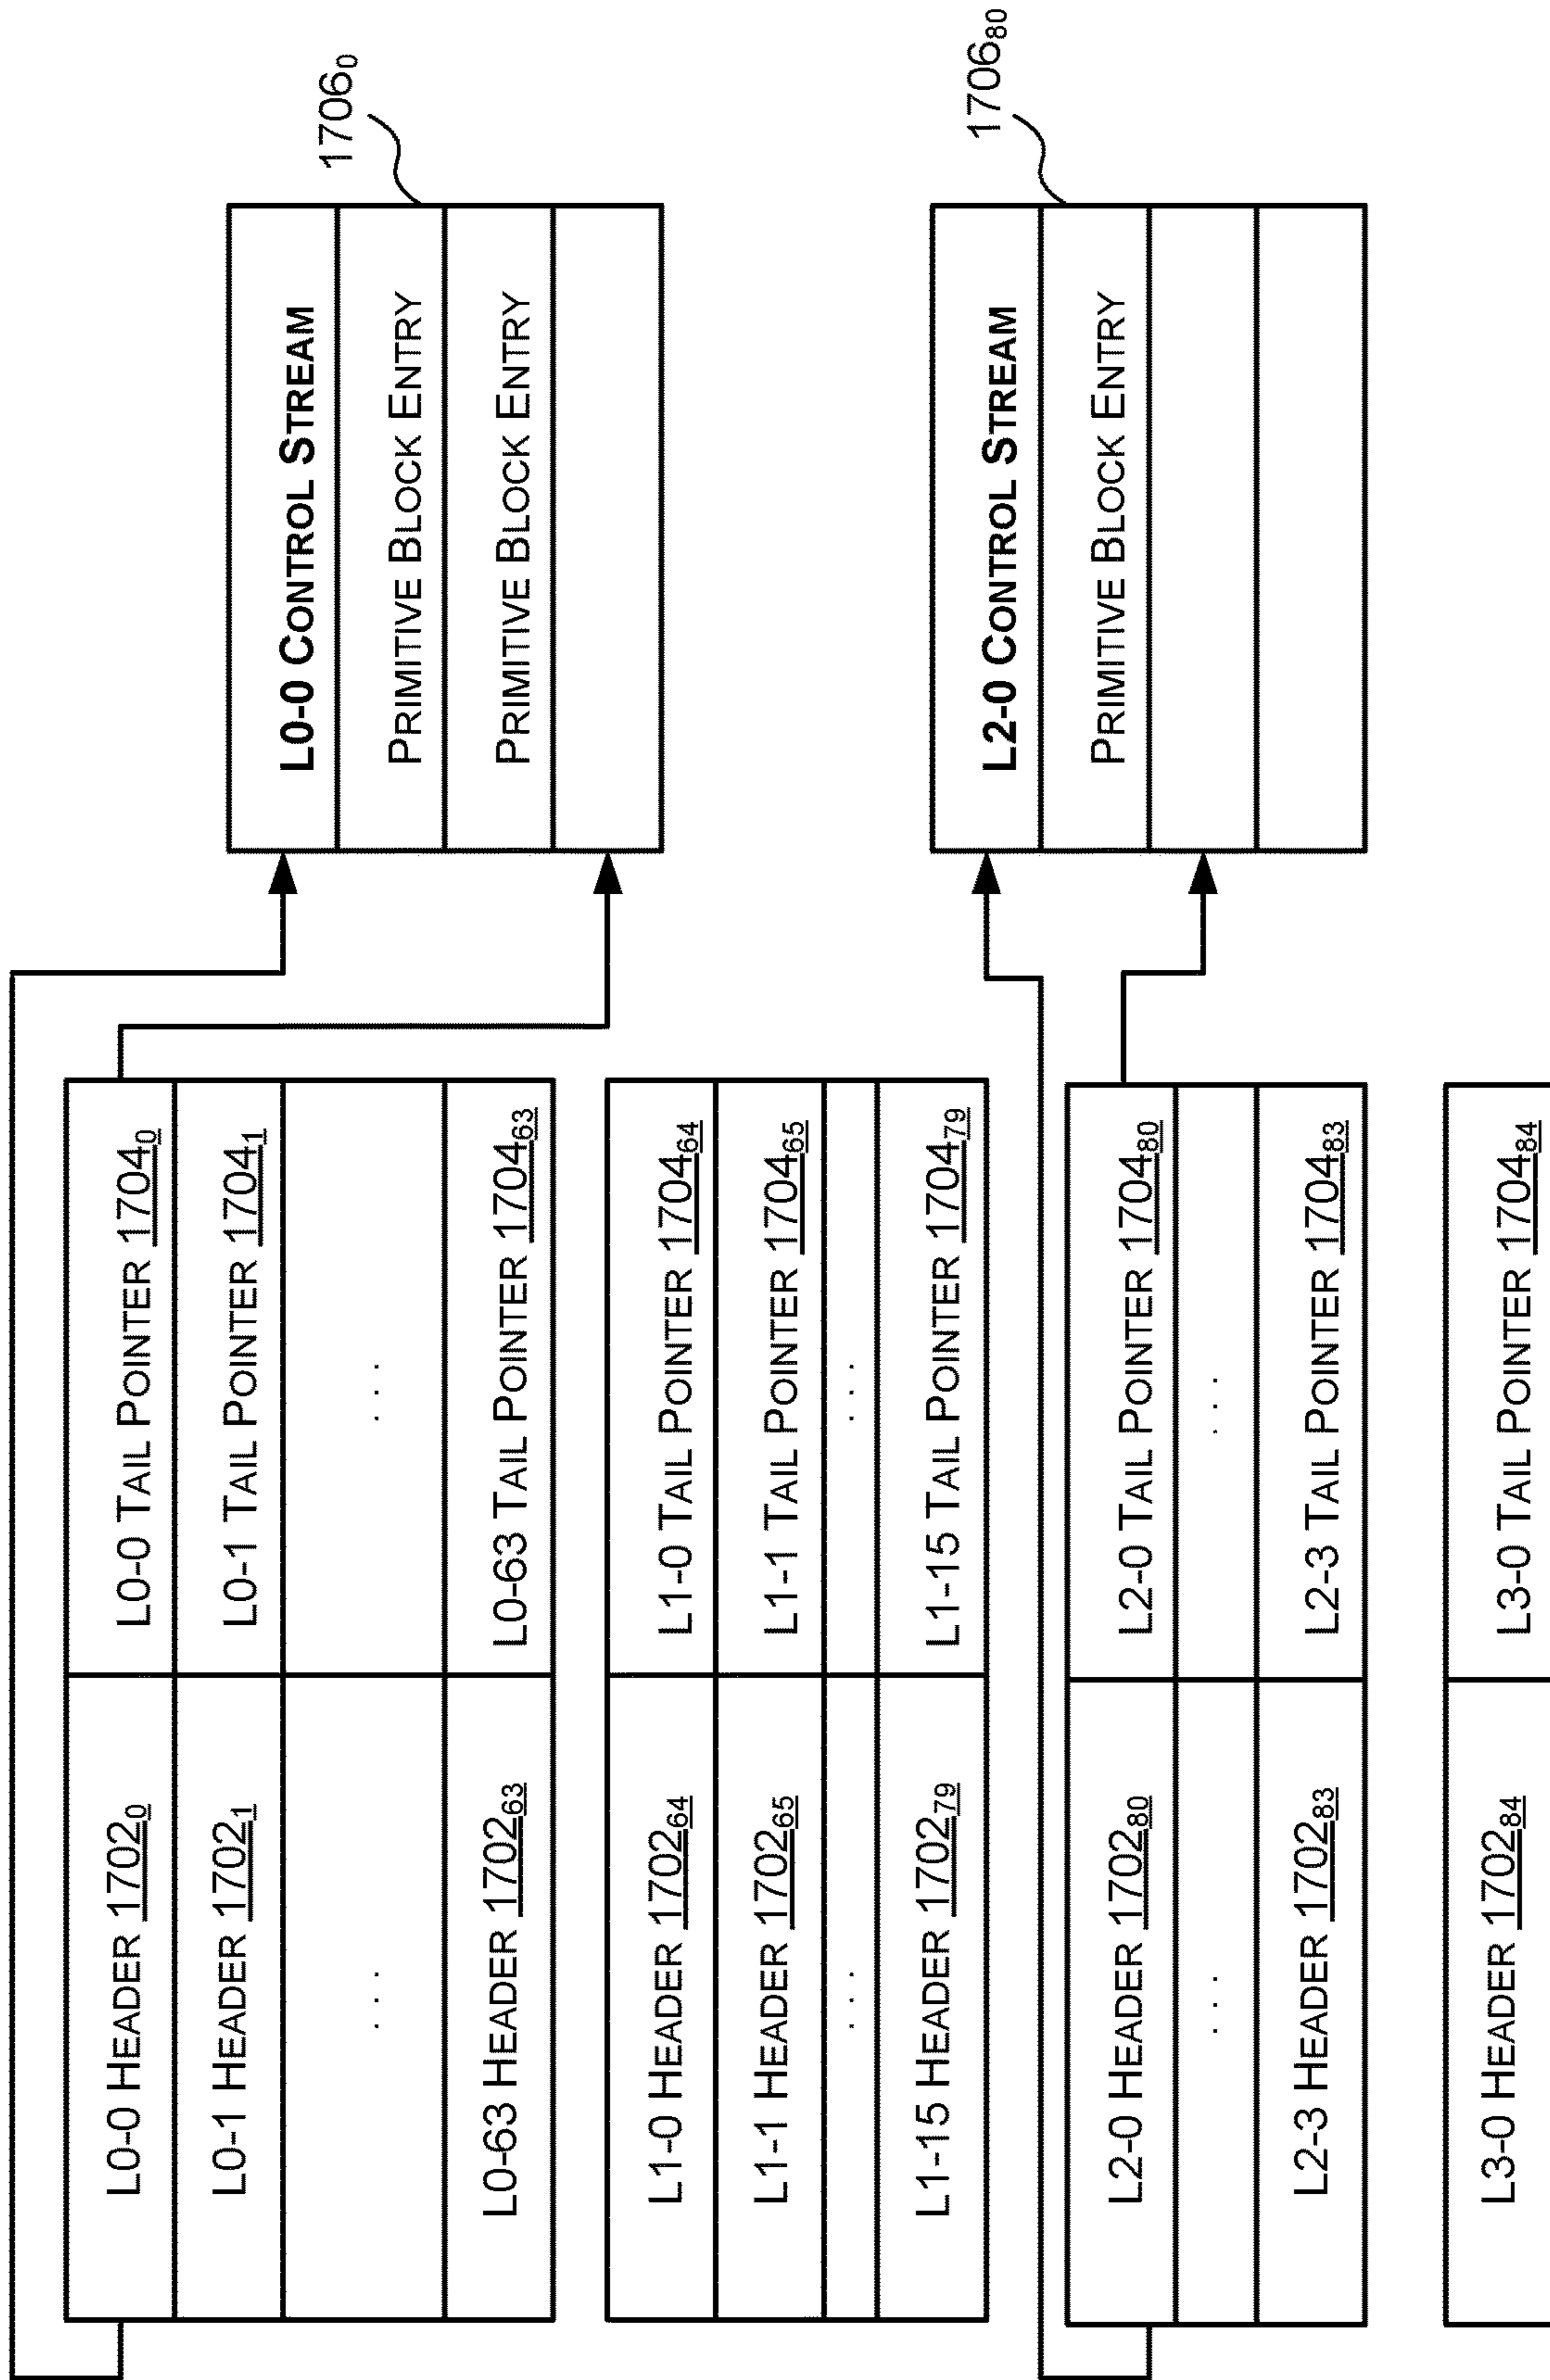 L0-0 HEADER 1702₀ L0-0 TAIL POINTER 1704₀
L0-1 HEADER 1702₁ L0-1 TAIL POINTER 1704₁
. . . . . .
L0-63 HEADER 1702₆₃ L0-63 TAIL POINTER 1704₆₃
L1-0 HEADER 1702₆₄ L1-0 TAIL POINTER 1704₆₄
L1-1 HEADER 1702₆₅ L1-1 TAIL POINTER 1704₆₅
. . . . . .
L1-15 HEADER 1702₇₉ L1-15 TAIL POINTER 1704₇₉
L2-0 HEADER 1702₈₀ L2-0 TAIL POINTER 1704₈₀
. . . . . .
L2-3 HEADER 1702₈₃ L2-3 TAIL POINTER 1704₈₃
L3-0 HEADER 1702₈₄ L3-0 TAIL POINTER 1704₈₄
L0-0 CONTROL STREAM
PRIMITIVE BLOCK ENTRY
PRIMITIVE BLOCK ENTRY
1706₀
L2-0 CONTROL STREAM
PRIMITIVE BLOCK ENTRY
1706₈₀